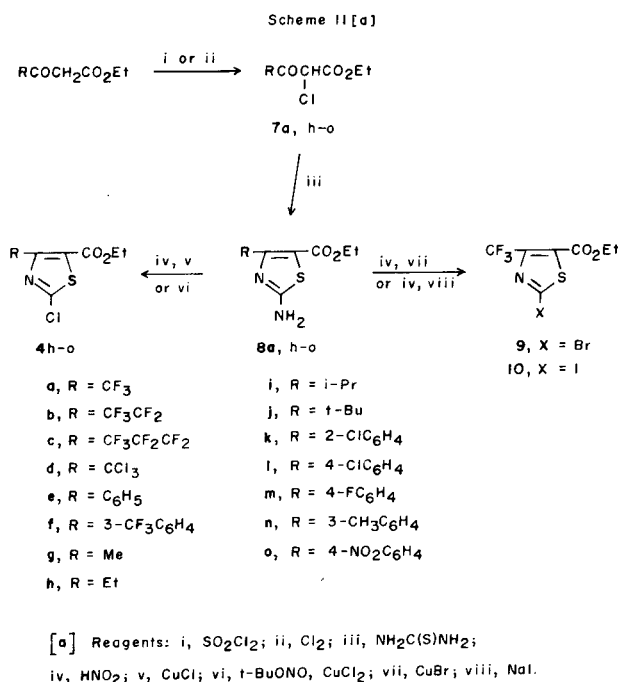 Scheme II [a]
RCOCH₂CO₂Et
i or ii
RCOCHCO₂Et
Cl
7a, h-o
iii
R
CO₂Et
N
S
Cl
4h-o
iv, v
or vi
R
CO₂Et
N
S
NH₂
8a, h-o
iv, vii
or iv, viii
CF₃
CO₂Et
N
S
X
9, X = Br
10, X = I
a, R = CF₃
b, R = CF₃CF₂
c, R = CF₃CF₂CF₂
d, R = CCl₃
e, R = C₆H₅
f, R = 3-CF₃C₆H₄
g, R = Me
h, R = Et
i, R = i-Pr
j, R = t-Bu
k, R = 2-ClC₆H₄
l, R = 4-ClC₆H₄
m, R = 4-FC₆H₄
n, R = 3-CH₃C₆H₄
o, R = 4-NO₂C₆H₄
[a] Reagents: i, SO₂Cl₂; ii, Cl₂; iii, NH₂C(S)NH₂;
iv, HNO₂; v, CuCl; vi, t-BuONO, CuCl₂; vii, CuBr; viii, NaI.